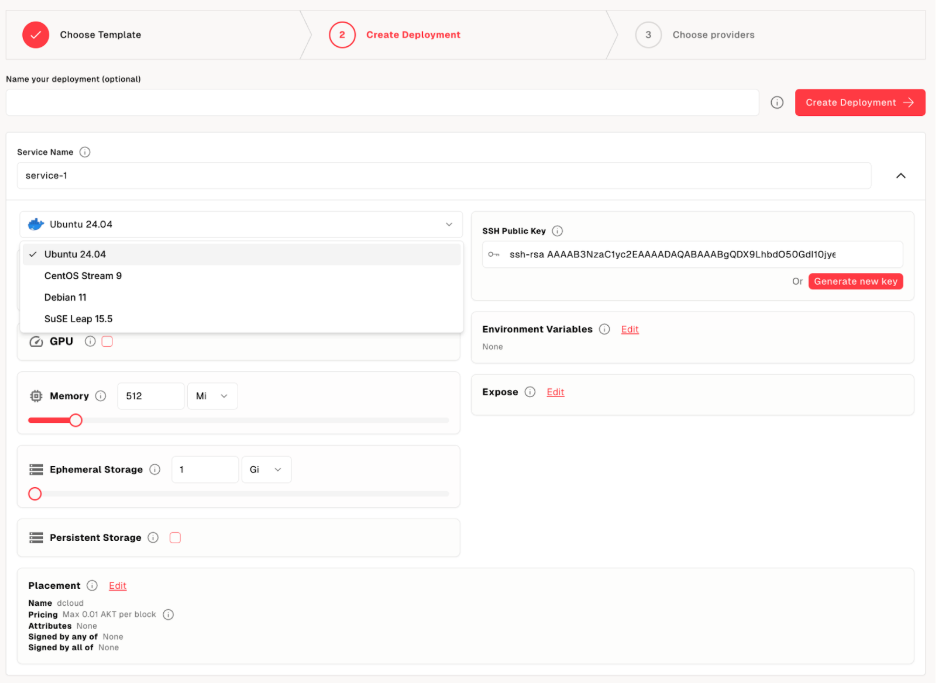 Choose Template
2 Create Deployment
3 Choose providers
Name your deployment (optional)
Create Deployment
Service Name
service-1
Ubuntu 24.04
Ubuntu 24.04
CentOS Stream 9
Debian 11
SuSE Leap 15.5
GPU
Memory 512 Mi
Ephemeral Storage 1 Gi
Persistent Storage
SSH Public Key
ssh-rsa AAAAB3NzaC1yc2EAAAADAQABAAABgQDX9LhbdO50GdI10jye
Or Generate new key
Environment Variables Edit
None
Expose Edit
Placement Edit
Name dcloud
Pricing Max 0.01 AKT per block
Attributes None
Signed by any of None
Signed by all of None